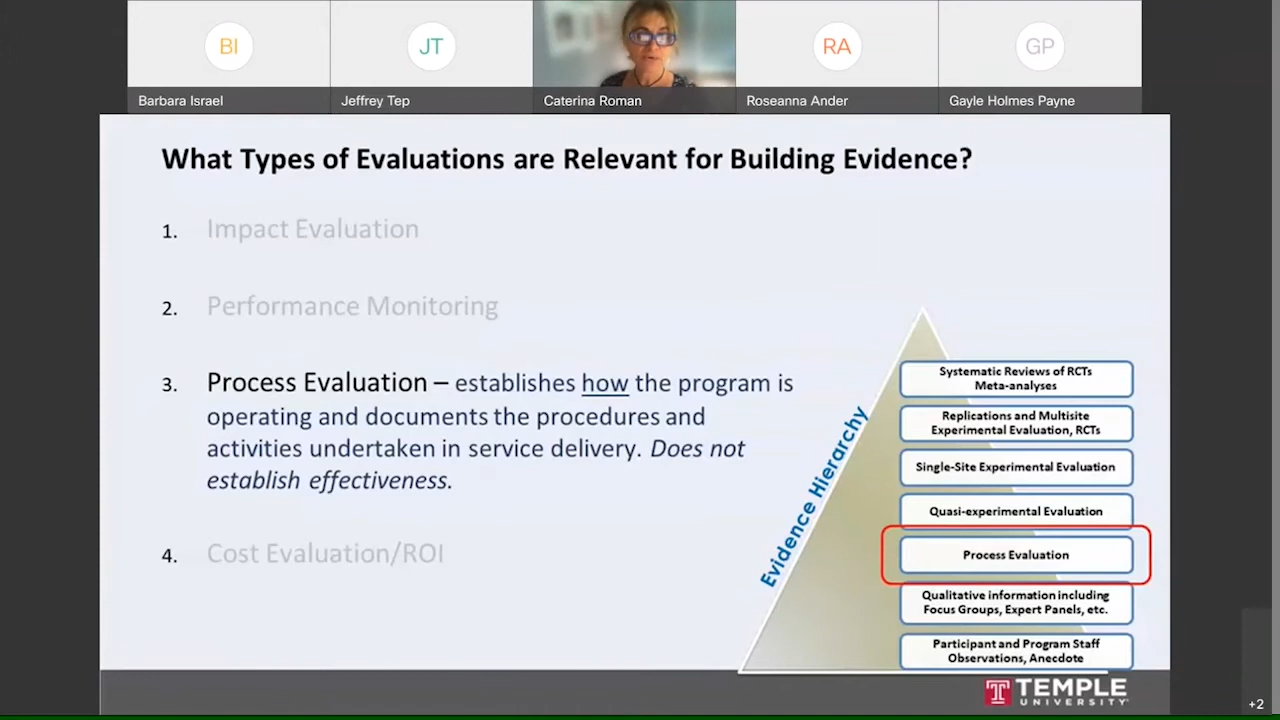 BI
JT
RA
GP
Barbara Israel
Jeffrey Tep
Caterina Roman
Roseanna Ander
Gayle Holmes Payne
What Types of Evaluations are Relevant for Building Evidence?
1. Impact Evaluation
2. Performance Monitoring
3. Process Evaluation – establishes how the program is
operating and documents the procedures and
activities undertaken in service delivery. Does not
establish effectiveness.
4. Cost Evaluation/ROI
Evidence Hierarchy
Systematic Reviews of RCTs
Meta-analyses
Replications and Multisite
Experimental Evaluation, RCTs
Single-Site Experimental Evaluation
Quasi-experimental Evaluation
Process Evaluation
Qualitative information including
Focus Groups, Expert Panels, etc.
Participant and Program Staff
Observations, Anecdote
T TEMPLE
UNIVERSITY
+2